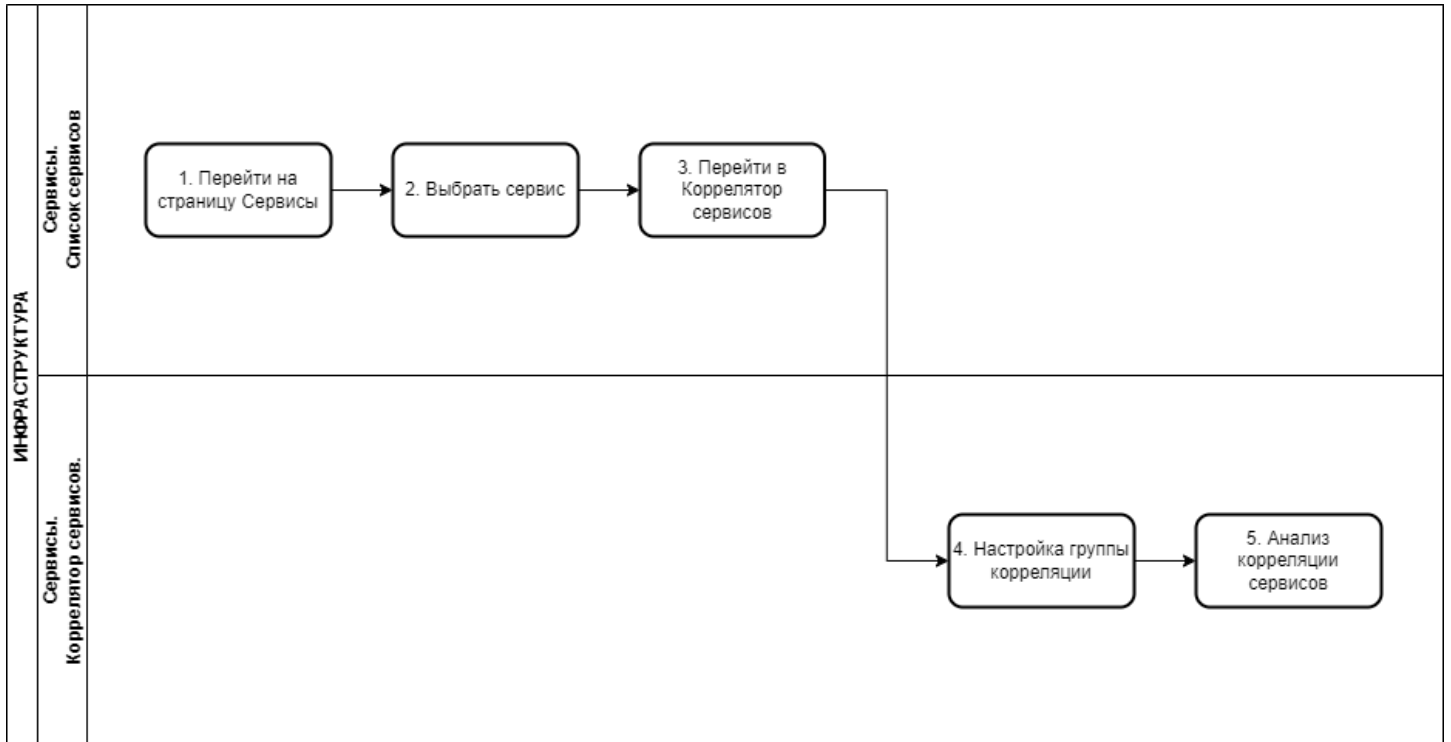 ИНФРАСТРУКТУРА
Сервисы.
Список сервисов
1. Перейти на
страницу Сервисы
2. Выбрать сервис
3. Перейти в
Коррелятор
сервисов
Сервисы.
Коррелятор сервисов.
4. Настройка группы
корреляции
5. Анализ
корреляции
сервисов